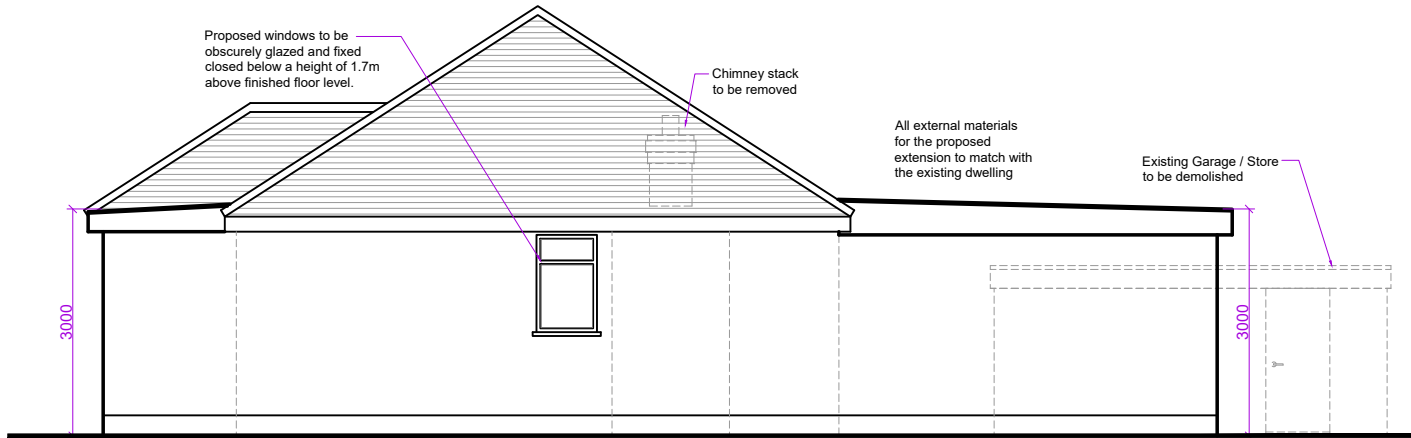 Proposed windows to be
obscurely glazed and fixed
closed below a height of 1.7m
above finished floor level.
Chimney stack
to be removed
All external materials
for the proposed
extension to match with
the existing dwelling
Existing Garage / Store
to be demolished
3000
3000